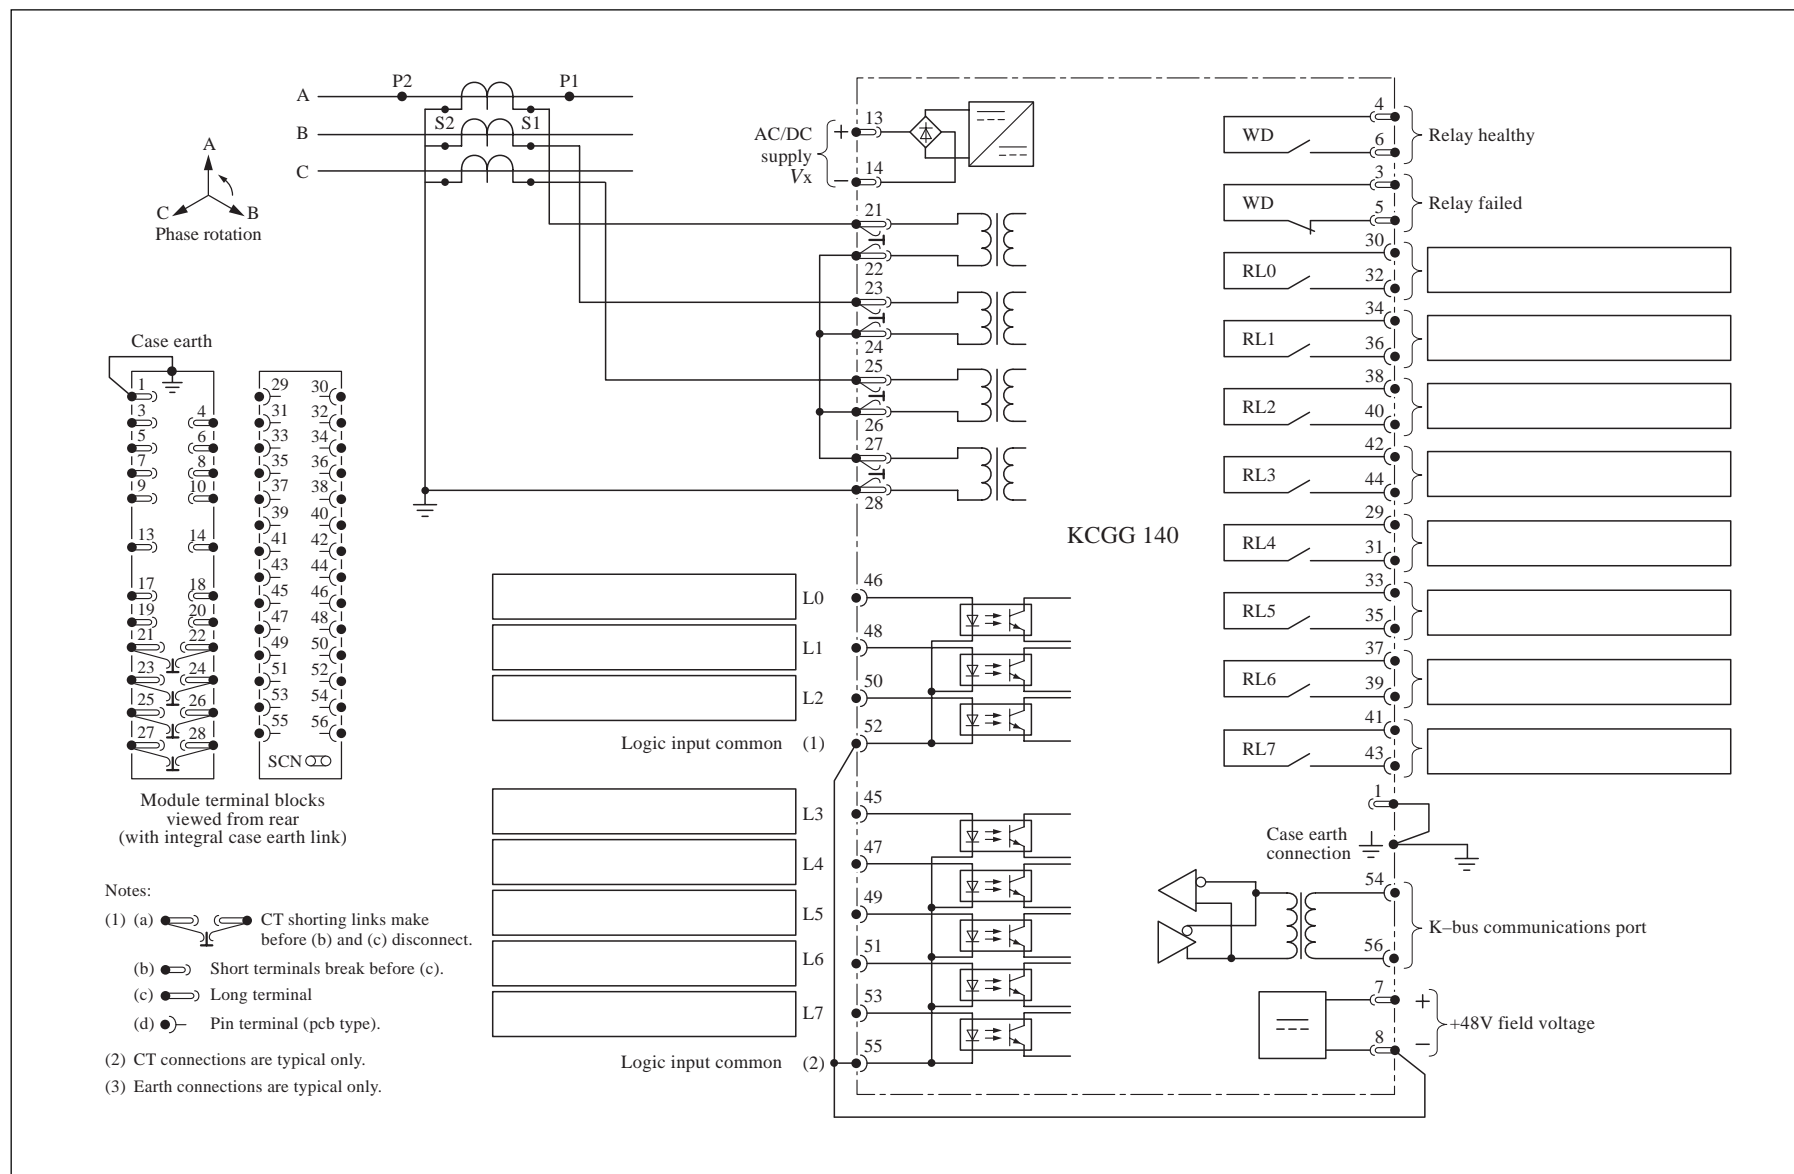 P2
P1
A
S2
S1
B
C
A
C
B
Phase rotation
AC/DC
supply
Vx
+
13
−
14
21
22
23
24
25
26
27
28
KCGG 140
WD
4
6
Relay healthy
WD
3
5
Relay failed
RL0
30
32
RL1
34
36
RL2
38
40
RL3
42
44
RL4
29
31
RL5
33
35
RL6
37
39
RL7
41
43
1
Case earth
connection
54
56
K–bus communications port
7
+
8
−
+48V field voltage
L0
46
L1
48
L2
50
52
Logic input common (1)
L3
45
L4
47
L5
49
L6
51
L7
53
55
Logic input common (2)
Case earth
1
3 4
5 6
7 8
9 10
13 14
17 18
19 20
21 22
23 24
25 26
27 28
29 30
31 32
33 34
35 36
37 38
39 40
41 42
43 44
45 46
47 48
49 50
51 52
53 54
55 56
SCN
Module terminal blocks
viewed from rear
(with integral case earth link)
Notes:
(1) (a) CT shorting links make
before (b) and (c) disconnect.
(b) Short terminals break before (c).
(c) Long terminal
(d) Pin terminal (pcb type).
(2) CT connections are typical only.
(3) Earth connections are typical only.